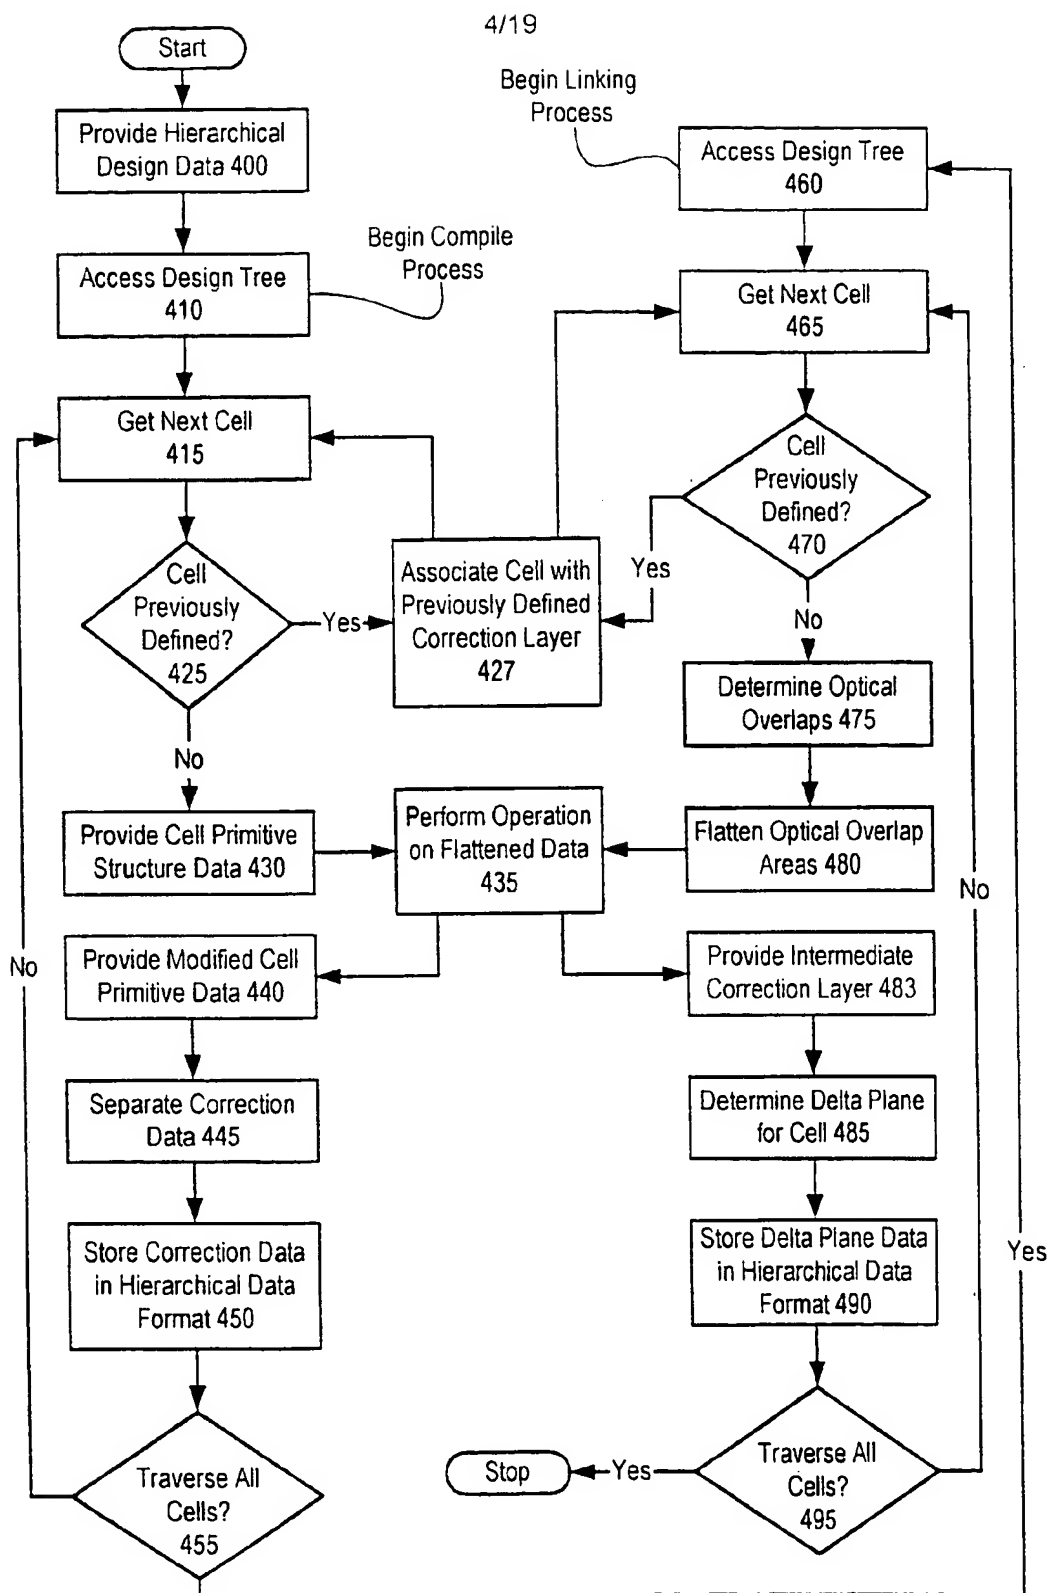 4/19
Start
Provide Hierarchical
Design Data 400
Begin Compile
Process
Access Design Tree
410
Get Next Cell
415
Cell
Previously
Defined?
425
Yes
Associate Cell with
Previously Defined
Correction Layer
427
No
Provide Cell Primitive
Structure Data 430
Perform Operation
on Flattened Data
435
Provide Modified Cell
Primitive Data 440
Separate Correction
Data 445
Store Correction Data
in Hierarchical Data
Format 450
Traverse All
Cells?
455
No
Begin Linking
Process
Access Design Tree
460
Get Next Cell
465
Cell
Previously
Defined?
470
Yes
No
Determine Optical
Overlaps 475
Flatten Optical Overlap
Areas 480
Provide Intermediate
Correction Layer 483
Determine Delta Plane
for Cell 485
Store Delta Plane Data
in Hierarchical Data
Format 490
Traverse All
Cells?
495
Yes
Stop
No
Yes